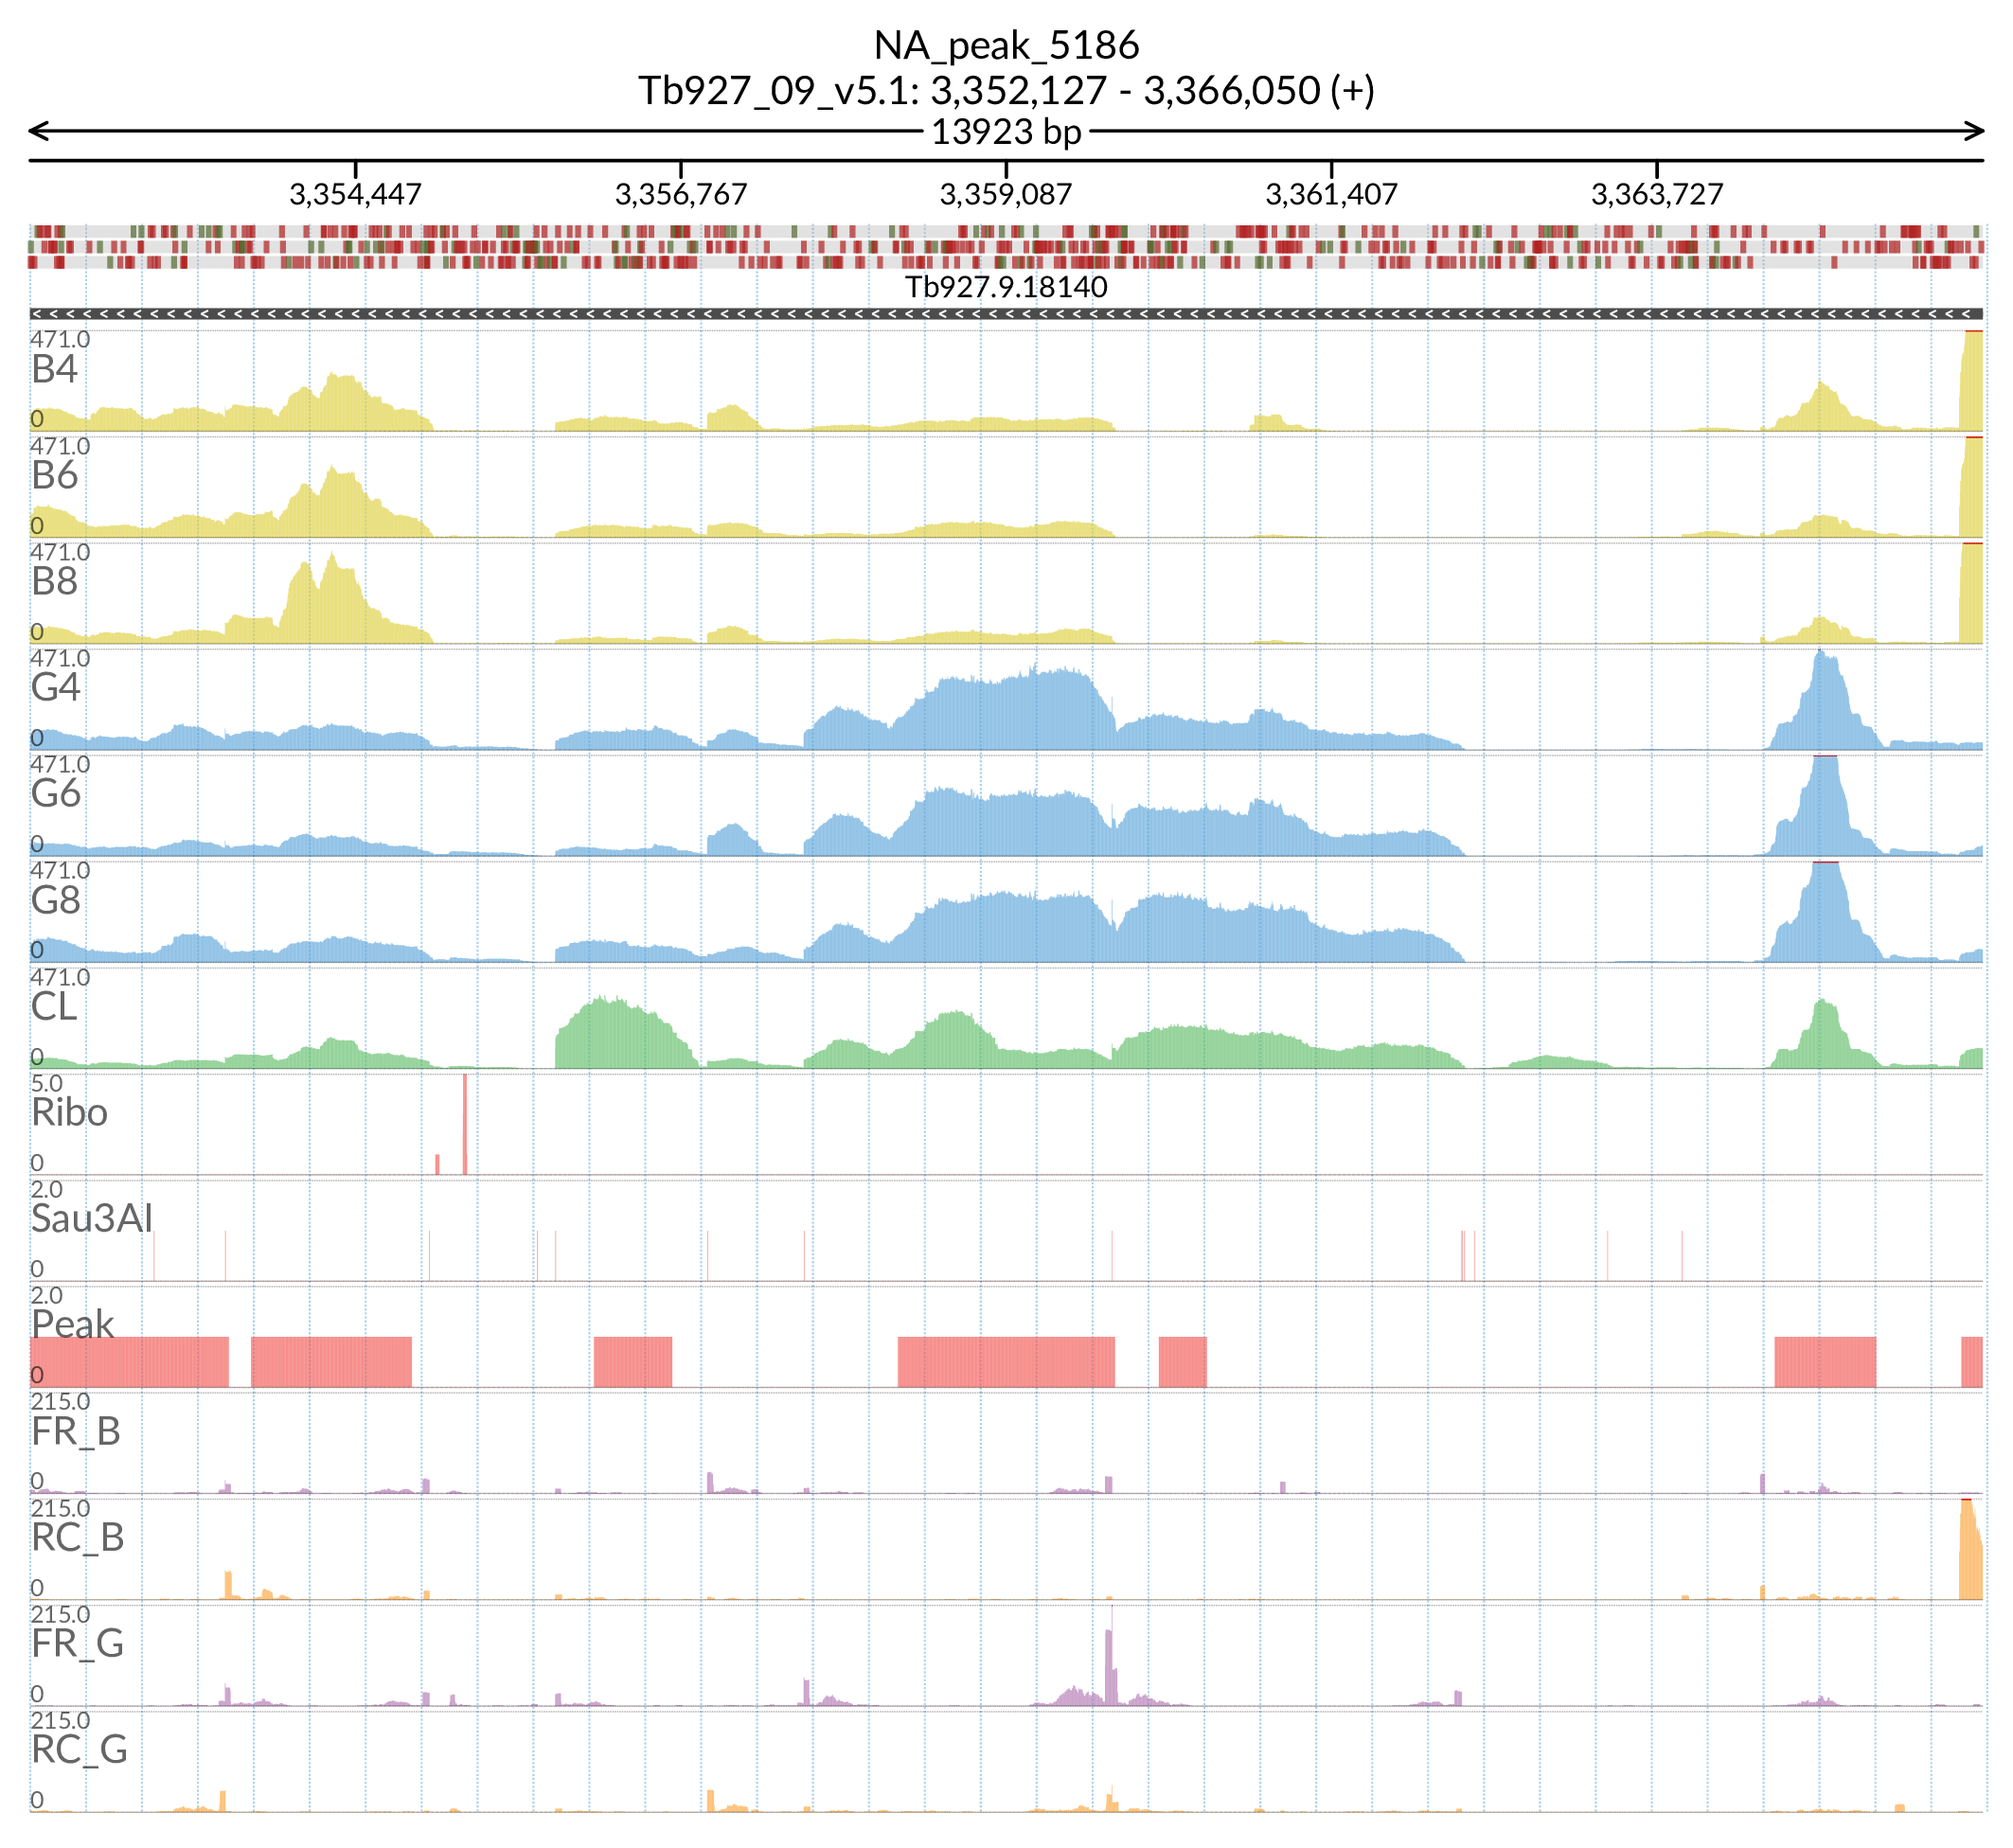 NA_peak_5186
Tb927_09_v5.1: 3,352,127 - 3,366,050 (+)
13923 bp
3,354,447 3,356,767 3,359,087 3,361,407 3,363,727
Tb927.9.18140
471.0
B4
0
471.0
B6
0
471.0
B8
0
471.0
G4
0
471.0
G6
0
471.0
G8
0
471.0
CL
0
5.0
Ribo
0
2.0
Sau3AI
0
2.0
Peak
0
215.0
FR_B
0
215.0
RC_B
0
215.0
FR_G
0
215.0
RC_G
0